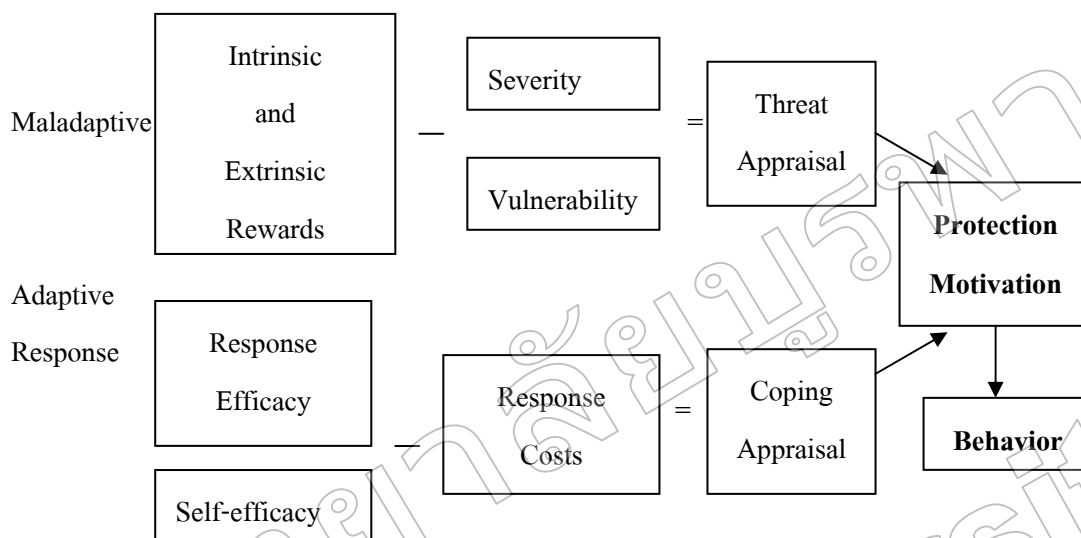 Maladaptive
Intrinsic
and
Extrinsic
Rewards
—
Severity
Vulnerability
=
Threat
Appraisal
Protection
Motivation
Adaptive
Response
Response
Efficacy
Self-efficacy
—
Response
Costs
=
Coping
Appraisal
Behavior